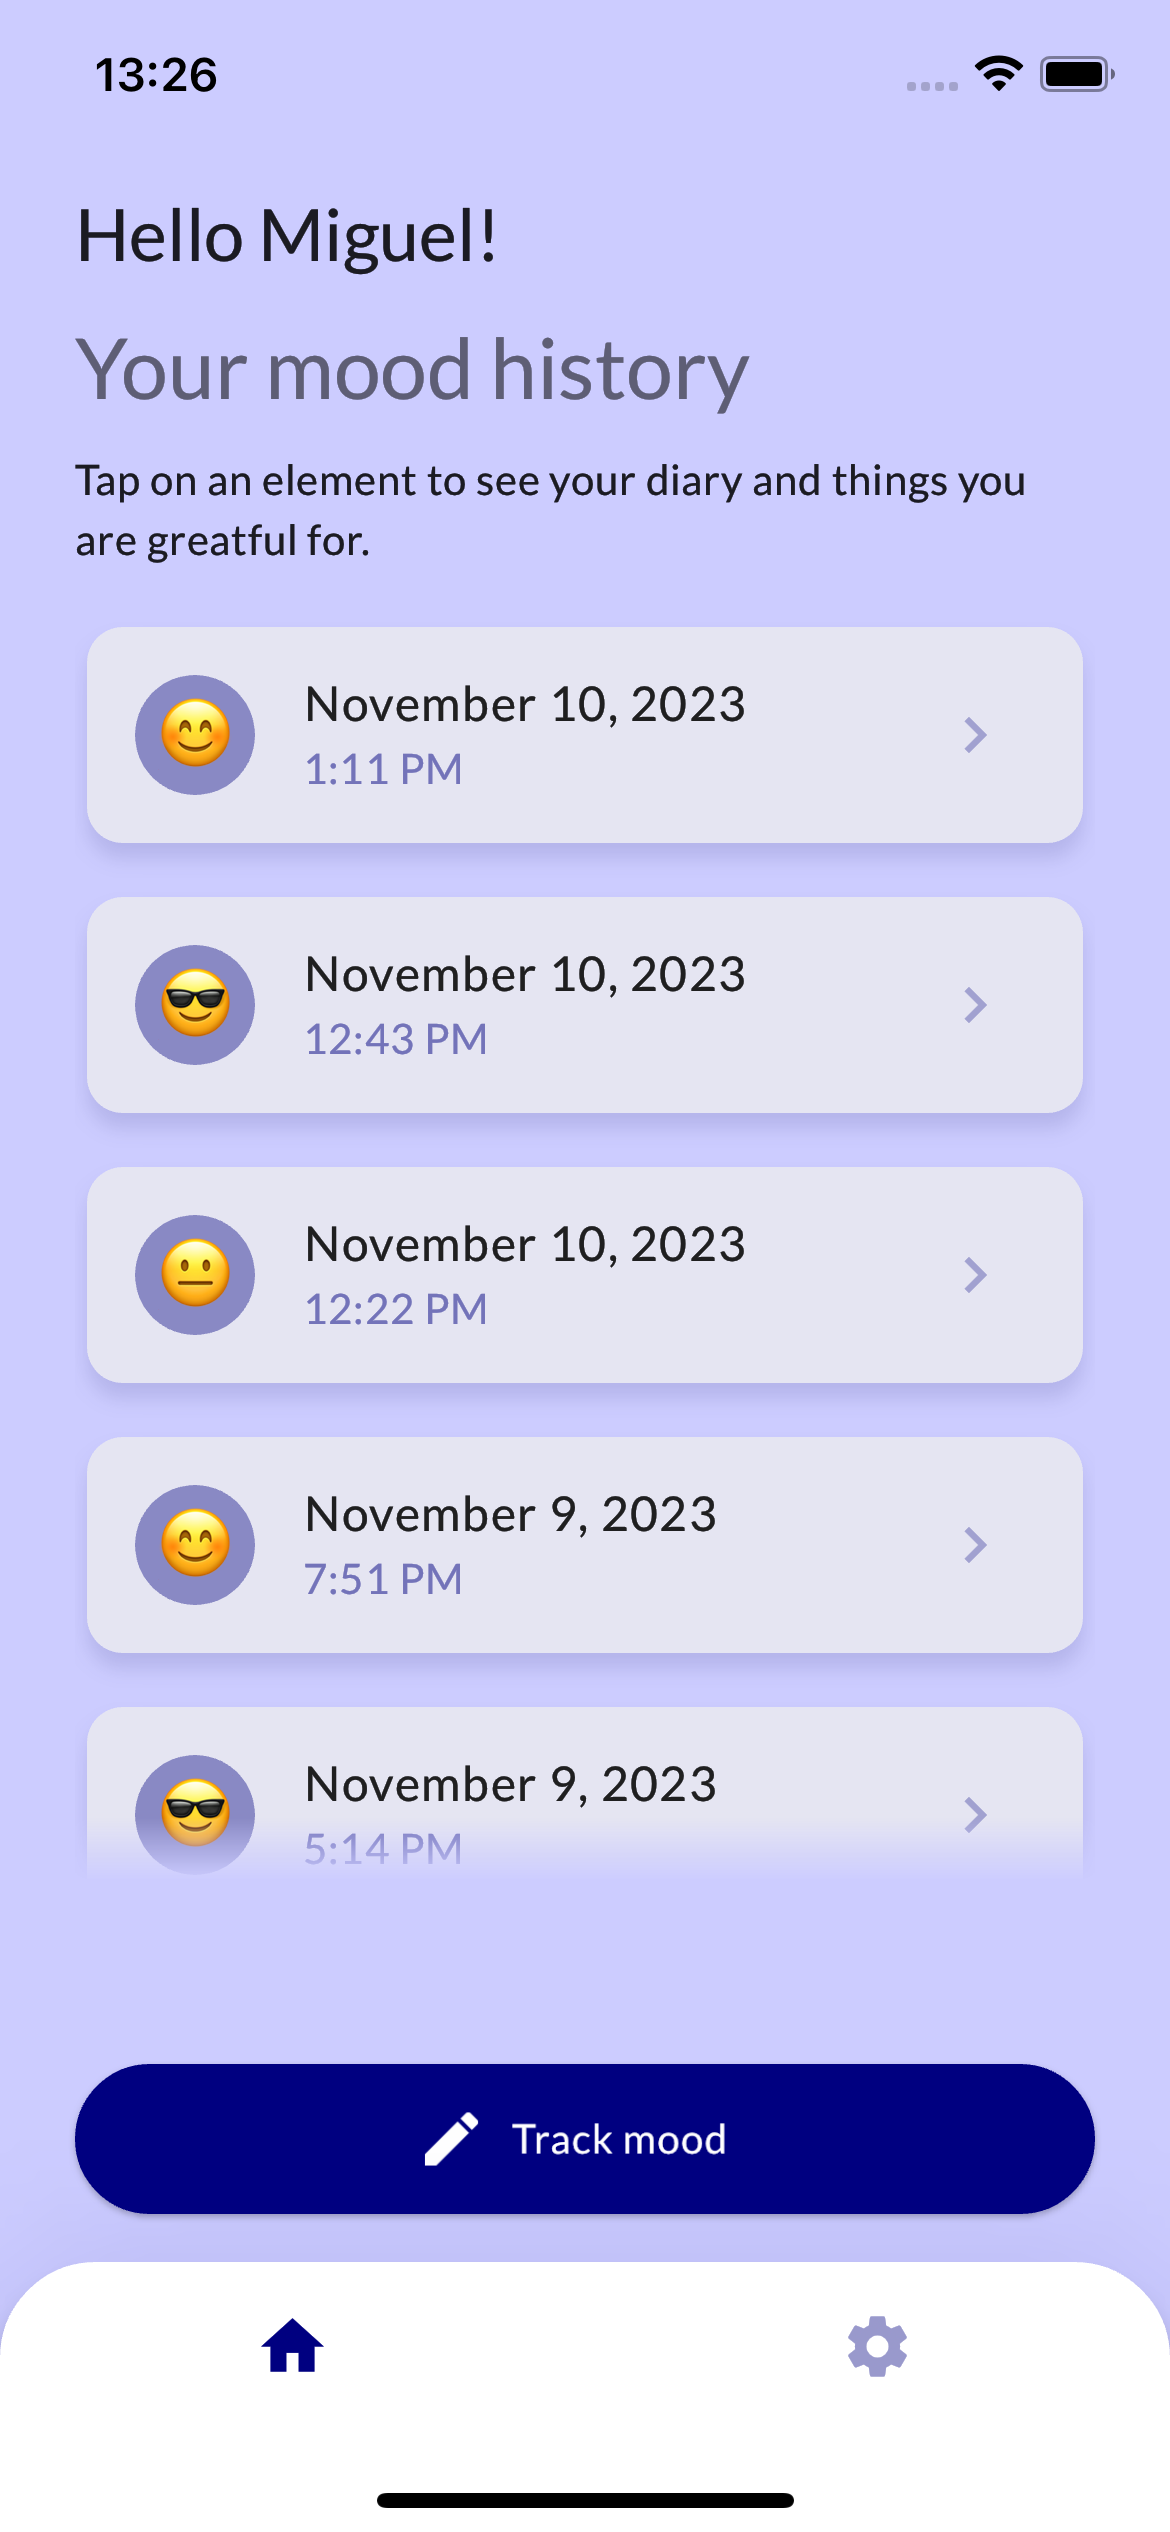 13:26
Hello Miguel!
Your mood history
Tap on an element to see your diary and things you
are greatful for.
November 10, 2023
1:11 PM
November 10, 2023
12:43 PM
November 10, 2023
12:22 PM
November 9, 2023
7:51 PM
November 9, 2023
5:14 PM
Track mood